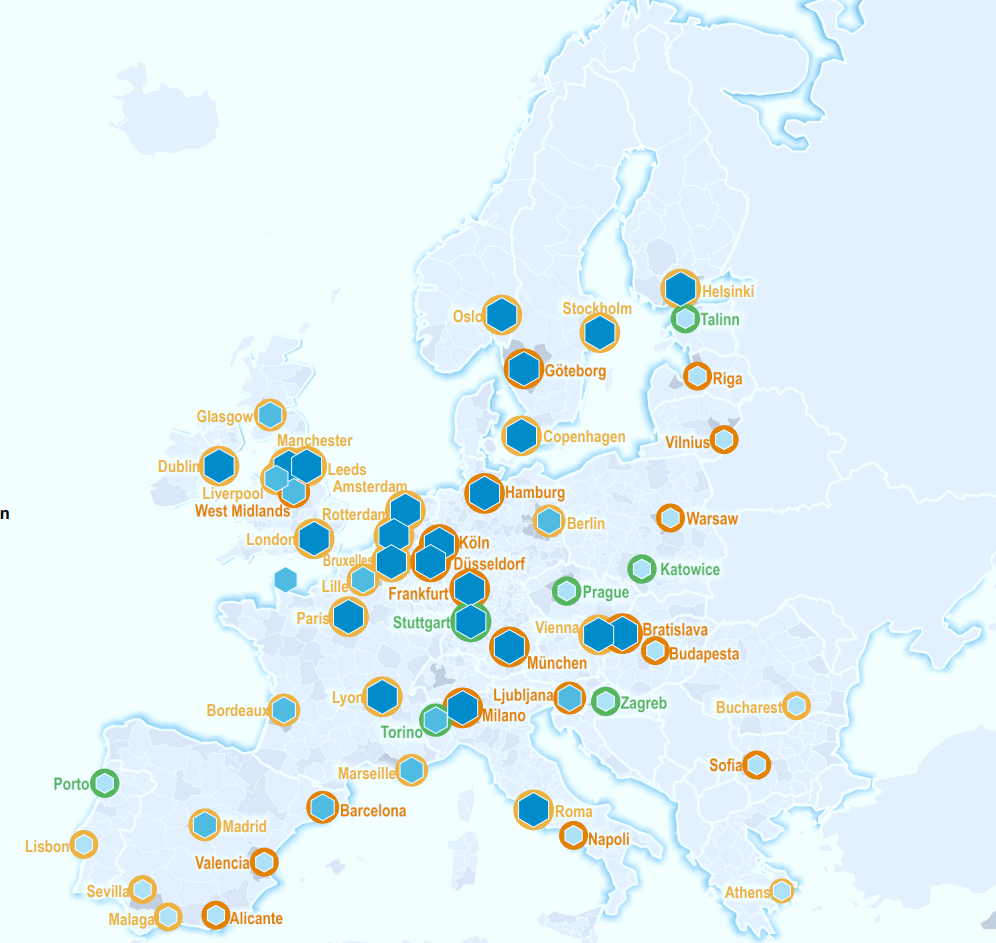 Helsinki
Stockholm
Oslo
Talinn
Göteborg
Riga
Glasgow
Copenhagen
Manchester
Vilnius
Dublin
Leeds
Amsterdam
Liverpool
Hamburg
West Midlands
n
Rotterdam
Warsaw
Berlin
London
Köln
Bruxelles
Düsseldorf
Katowice
Lille
Frankfurt
Prague
Paris
Stuttgart
Vienna
Bratislava
Budapesta
München
Ljubljana
Lyon
Zagreb
Bordeaux
Bucharest
Milano
Torino
Sofia
Marseille
Porto
Barcelona
Roma
Madrid
Napoli
Lisbon
Valencia
Sevilla
Athens
Malaga
Alicante